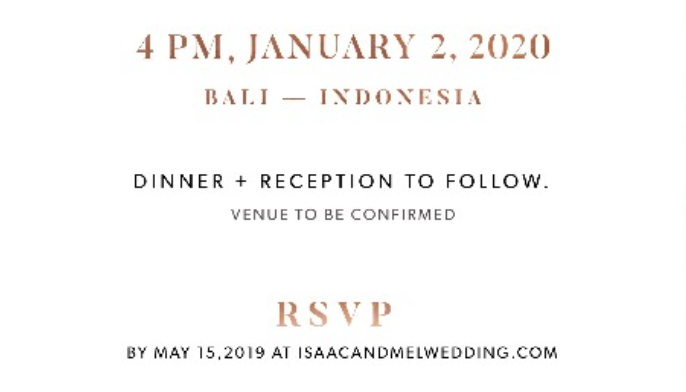 4 PM, JANUARY 2, 2020
BALI — INDONESIA
DINNER + RECEPTION TO FOLLOW.
VENUE TO BE CONFIRMED
RSVP
BY MAY 15,2019 AT ISAACANDMELWEDDING.COM